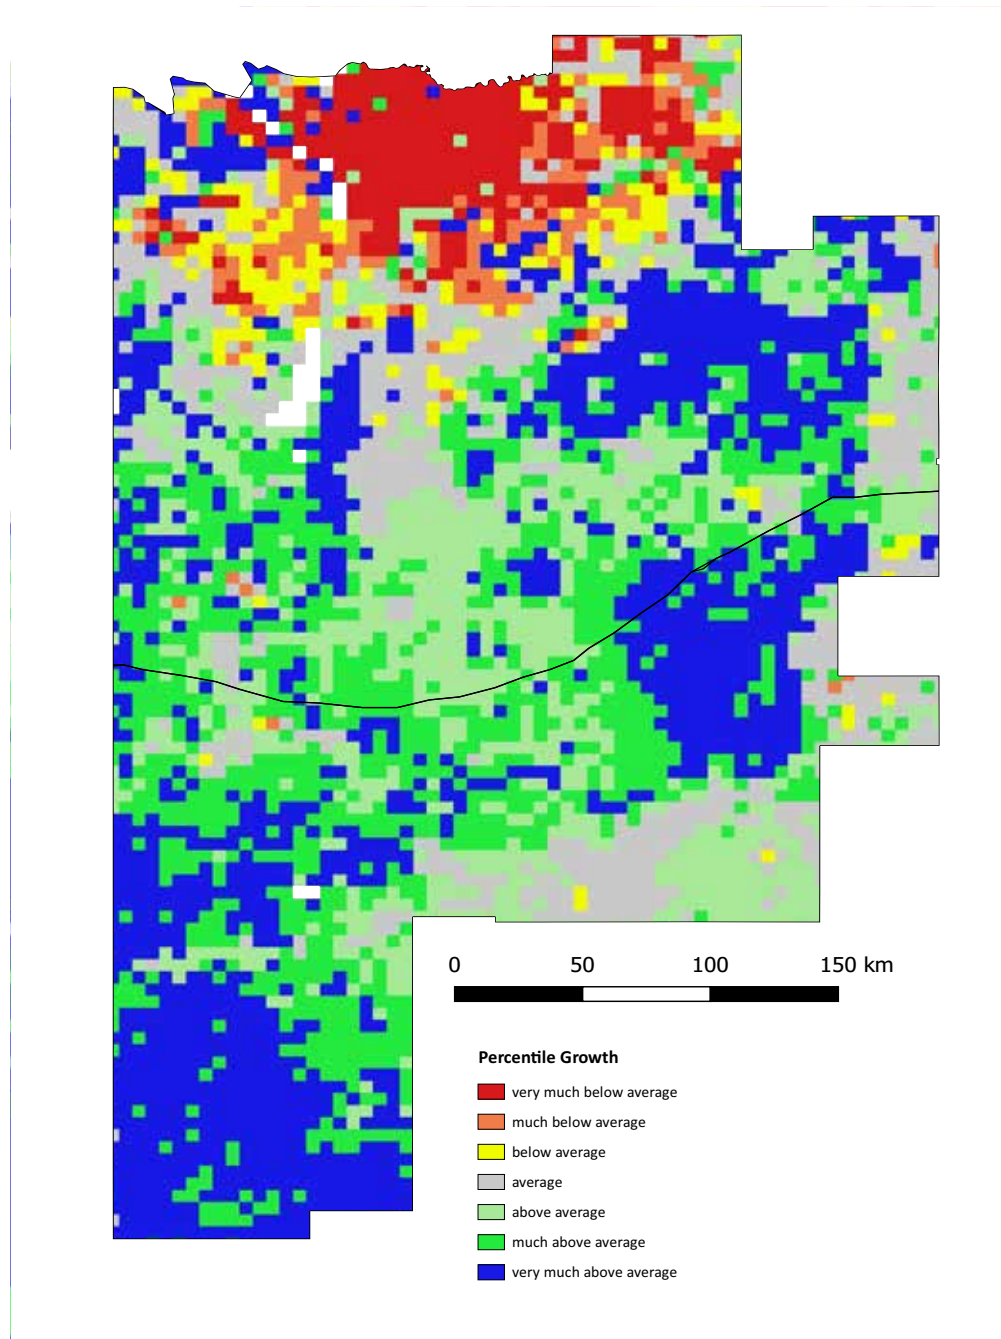 0 50 100 150 km
Percentile Growth
very much below average
much below average
below average
average
above average
much above average
very much above average